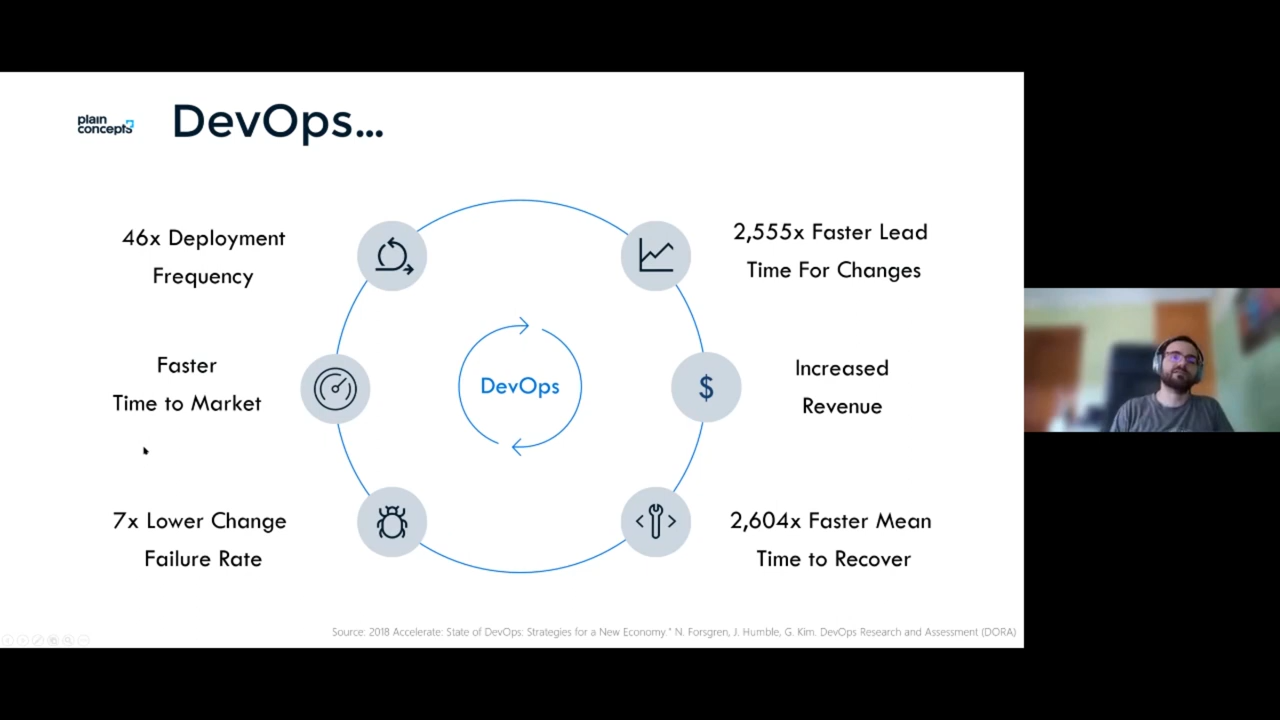 plain
concepts
DevOps...
46x Deployment
Frequency
2,555x Faster Lead
Time For Changes
Faster
Time to Market
DevOps
$
Increased
Revenue
7x Lower Change
Failure Rate
2,604x Faster Mean
Time to Recover
Source: 2018 Accelerate: State of DevOps: Strategies for a New Economy." N. Forsgren, J. Humble, G. Kim. DevOps Research and Assessment (DORA)